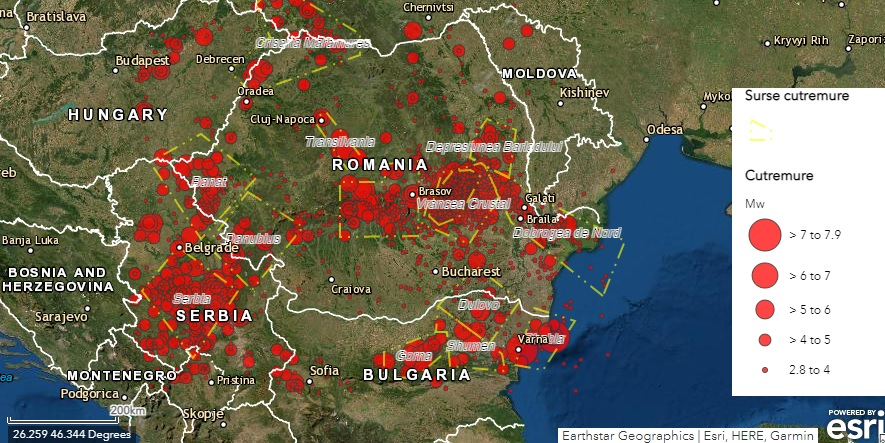 Bratislava
Chernivtsi
Crisana Maramures
Kryvyi Rih
Budapest
Debrecen
MOLDOVA
Oradea
Kishinev
HUNGARY
Cluj-Napoca
Odesa
Transilvania
Depresiunea Barladului
ROMANIA
Banat
Brasov
Vrancea Crustal
Galati
Braila
Banja Luka
Belgrade
Danubius
Dobrogea de Nord
BOSNIA AND
HERZEGOVINA
Bucharest
Craiova
Serbia
Sarajevo
SERBIA
Dulovo
Varna
Gorna
Shumen
MONTENEGRO
Pristina
Sofia
BULGARIA
Podgorica
Skopje
200km
26.259 46.344 Degrees
Surse cutremure
Cutremure
Mw
> 7 to 7.9
> 6 to 7
> 5 to 6
> 4 to 5
2.8 to 4
POWERED BY
esri
Earthstar Geographics | Esri, HERE, Garmin